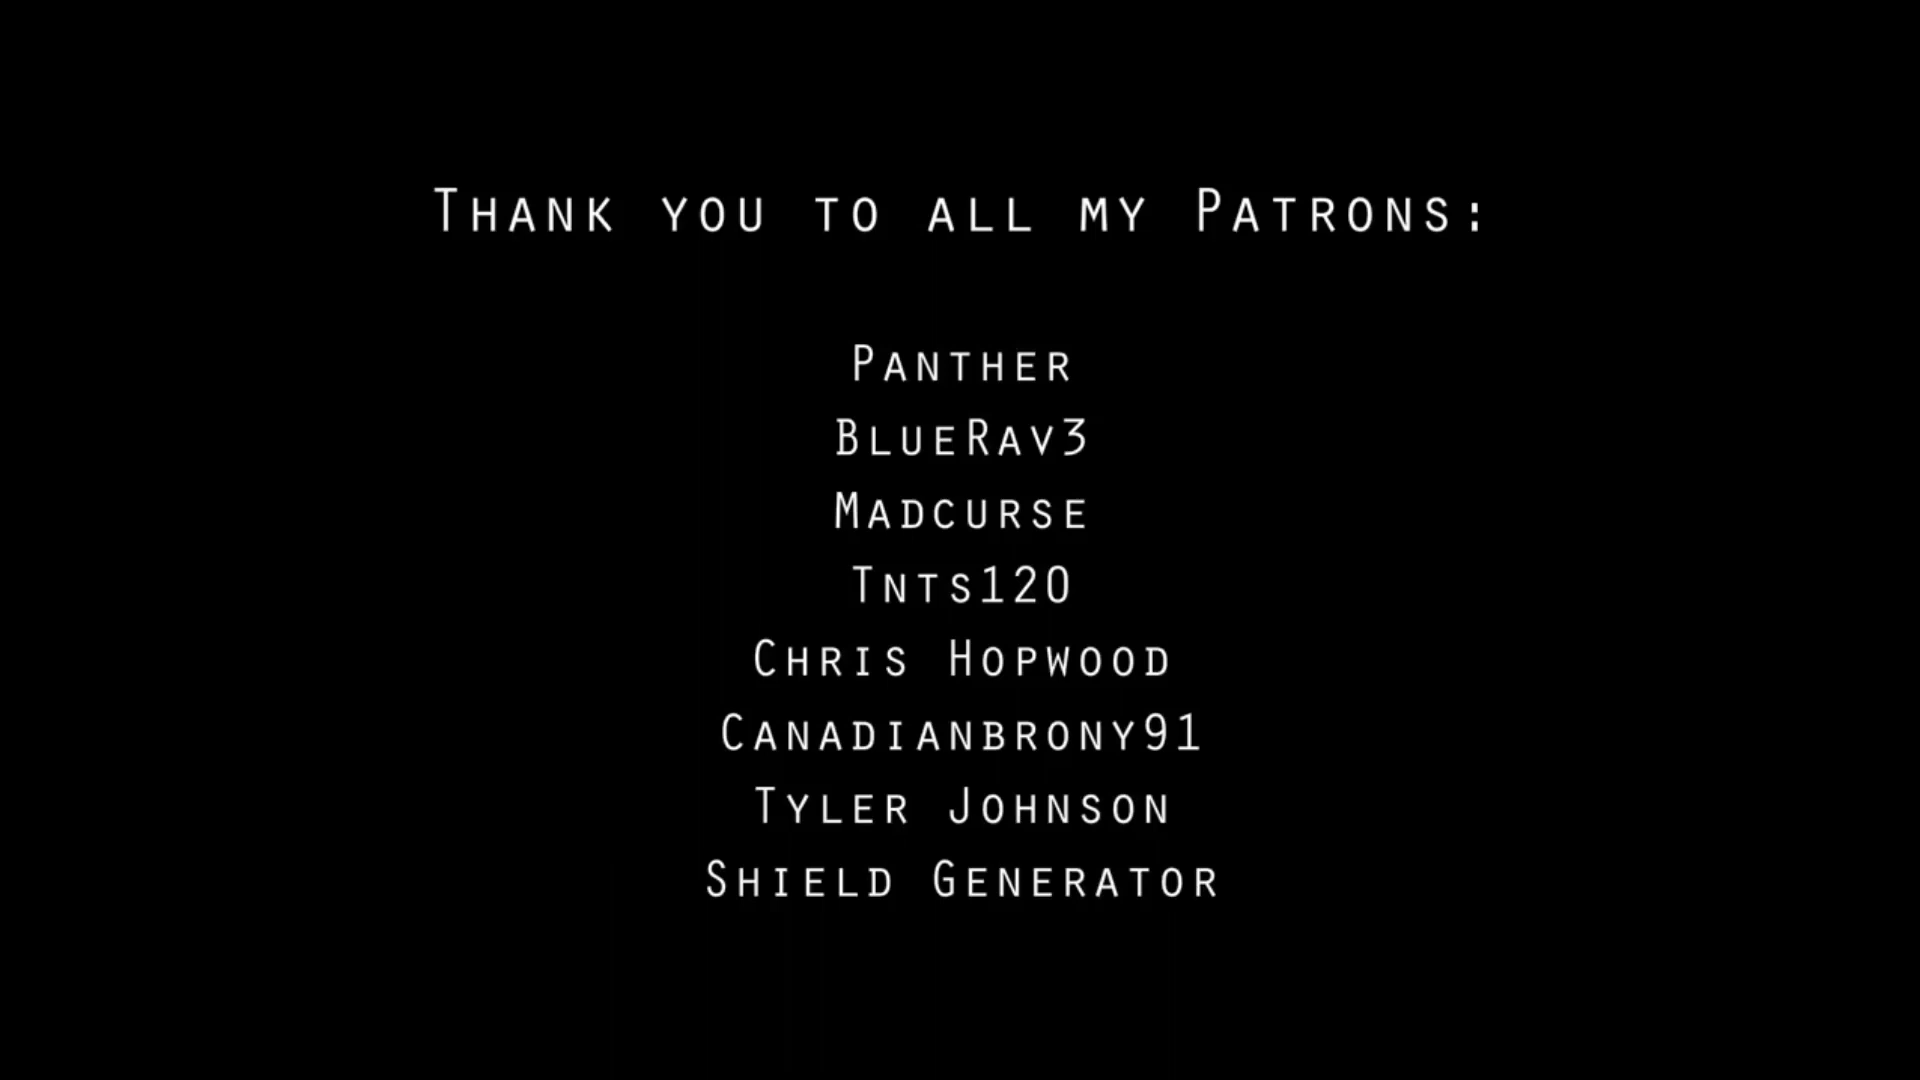 Thank you to all my Patrons:
Panther
BlueRav3
Madcurse
Tnts120
Chris Hopwood
Canadianbrony91
Tyler Johnson
Shield Generator